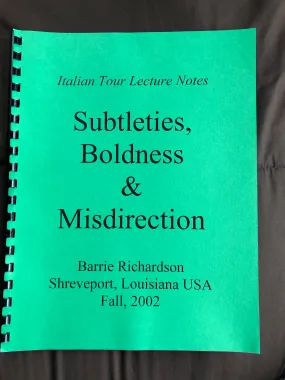 Italian Tour Lecture Notes
Subtleties,
Boldness
&
Misdirection
Barrie Richardson
Shreveport, Louisiana USA
Fall, 2002